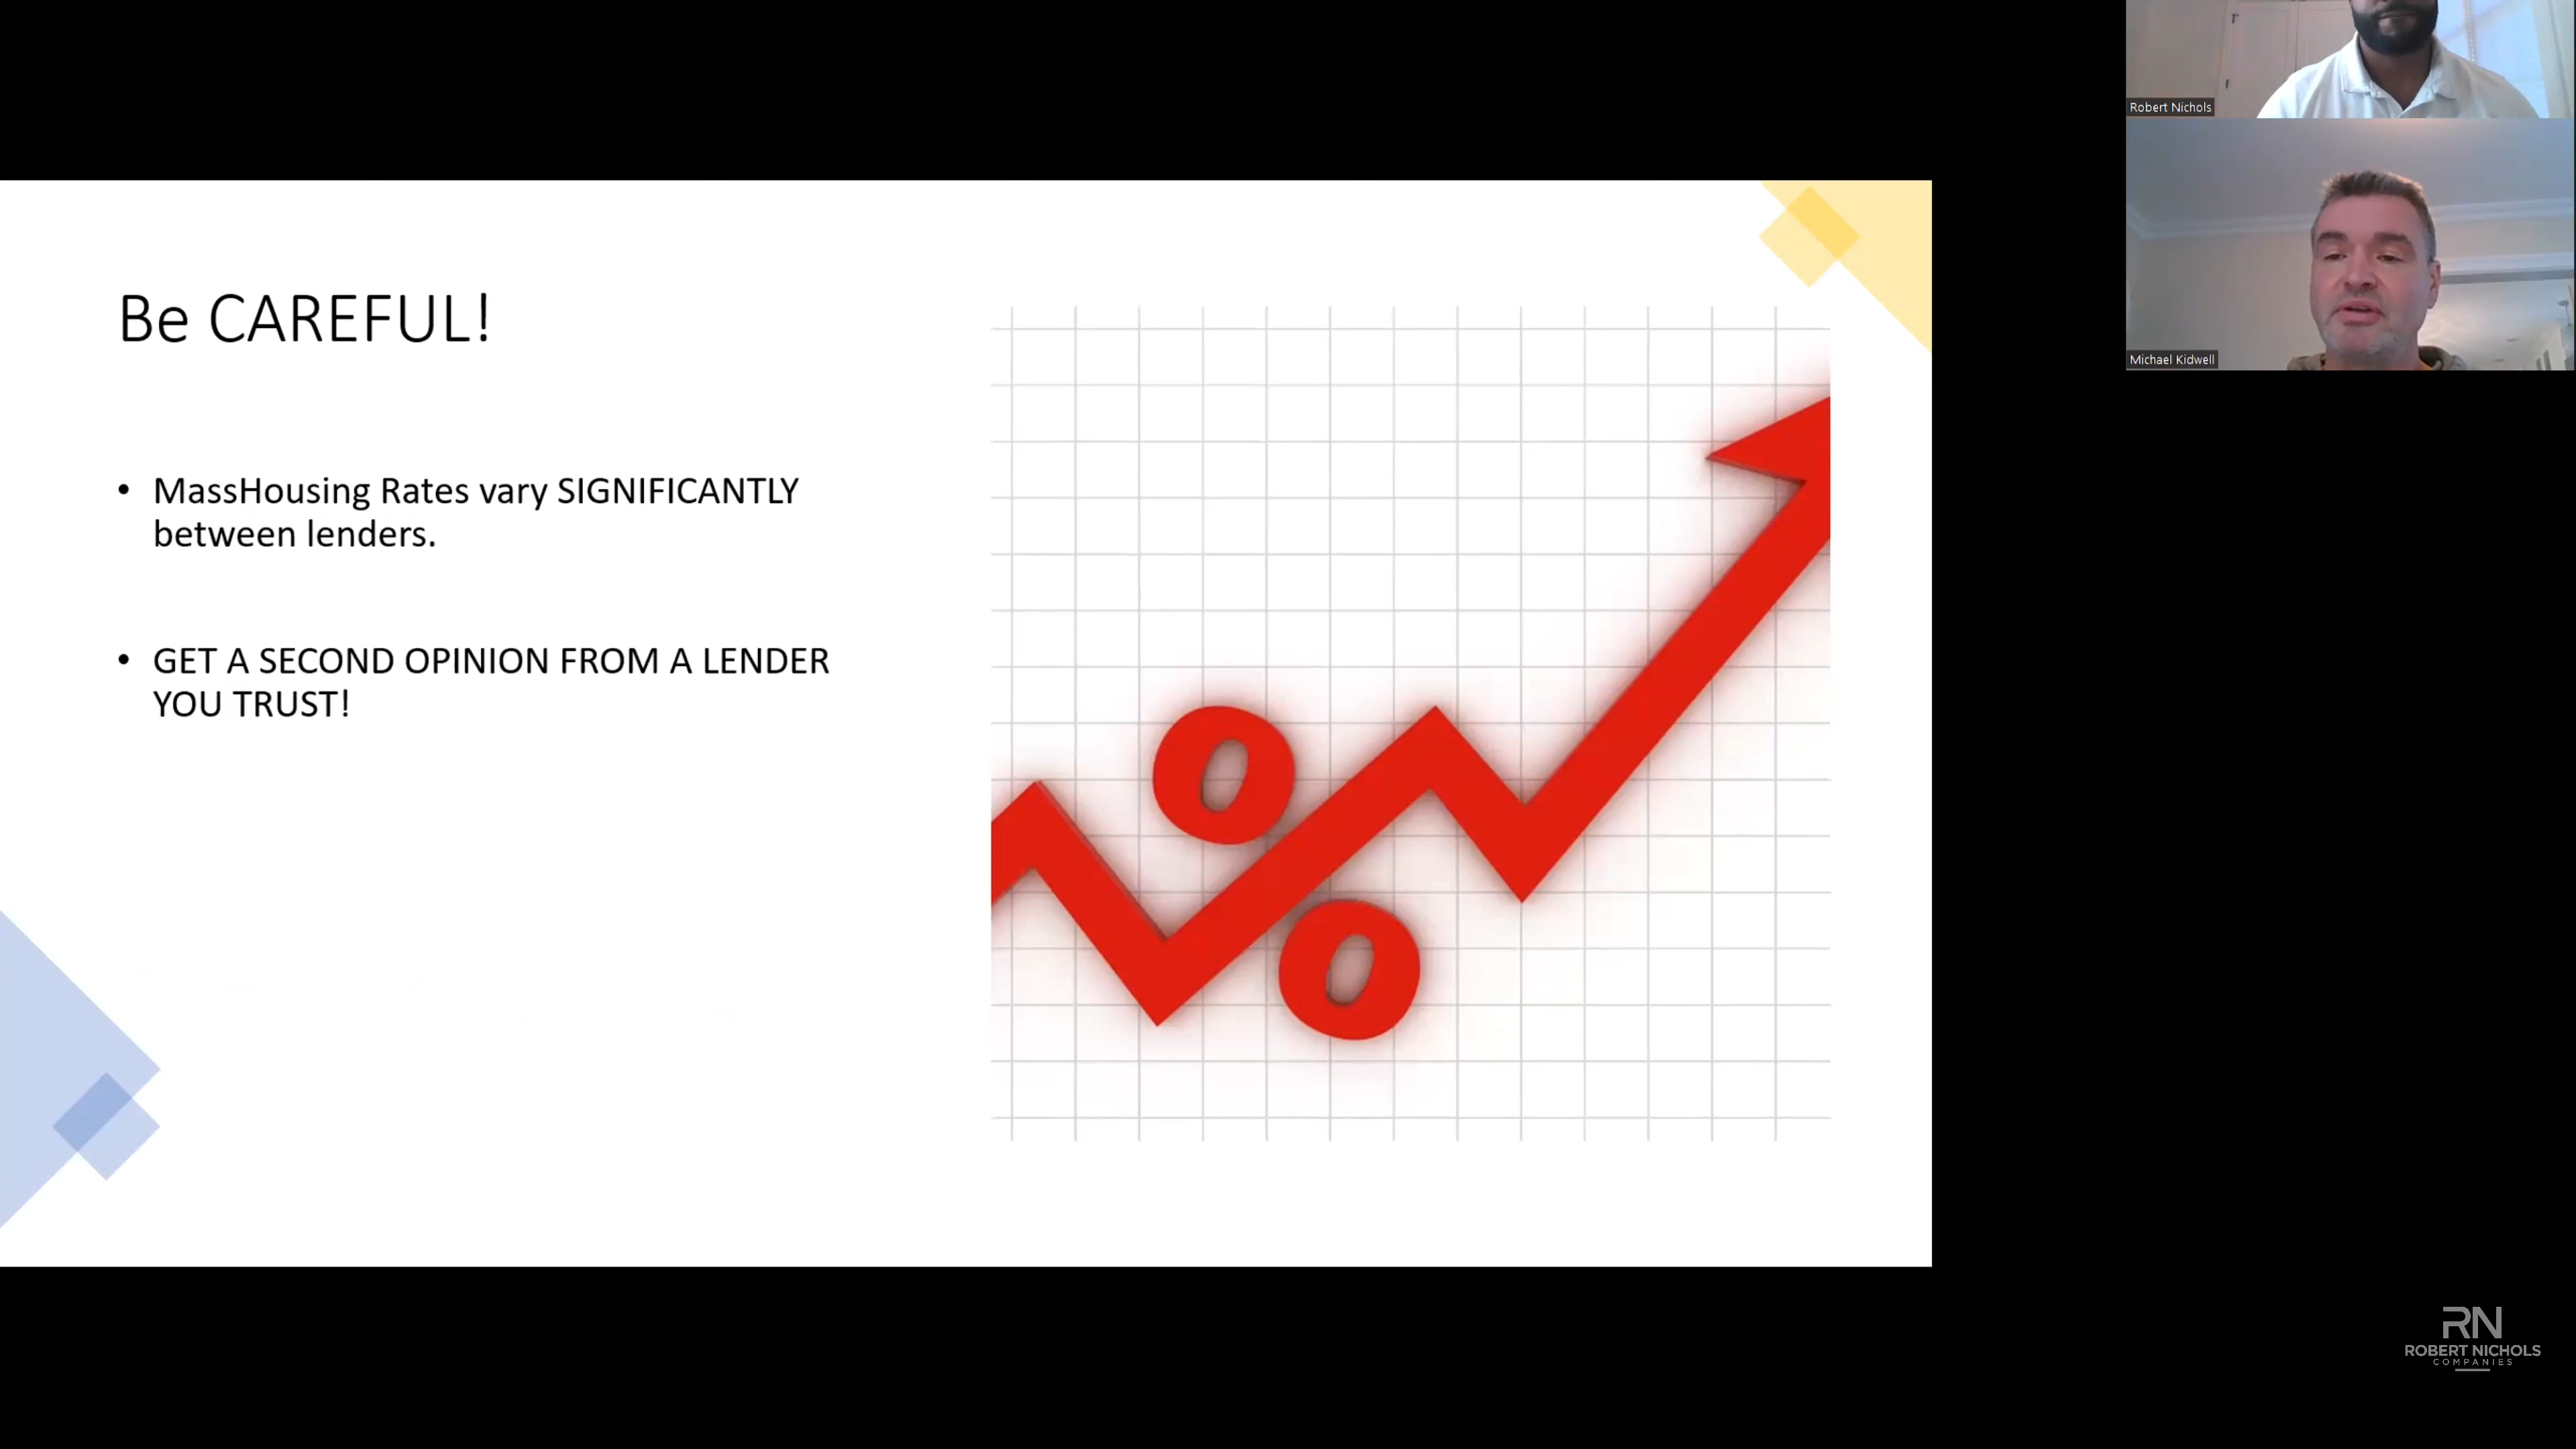 Robert Nichols
Michael Kidwell
Be CAREFUL!
• MassHousing Rates vary SIGNIFICANTLY
between lenders.
• GET A SECOND OPINION FROM A LENDER
YOU TRUST!
%
RN
ROBERT NICHOLS
COMPANIES